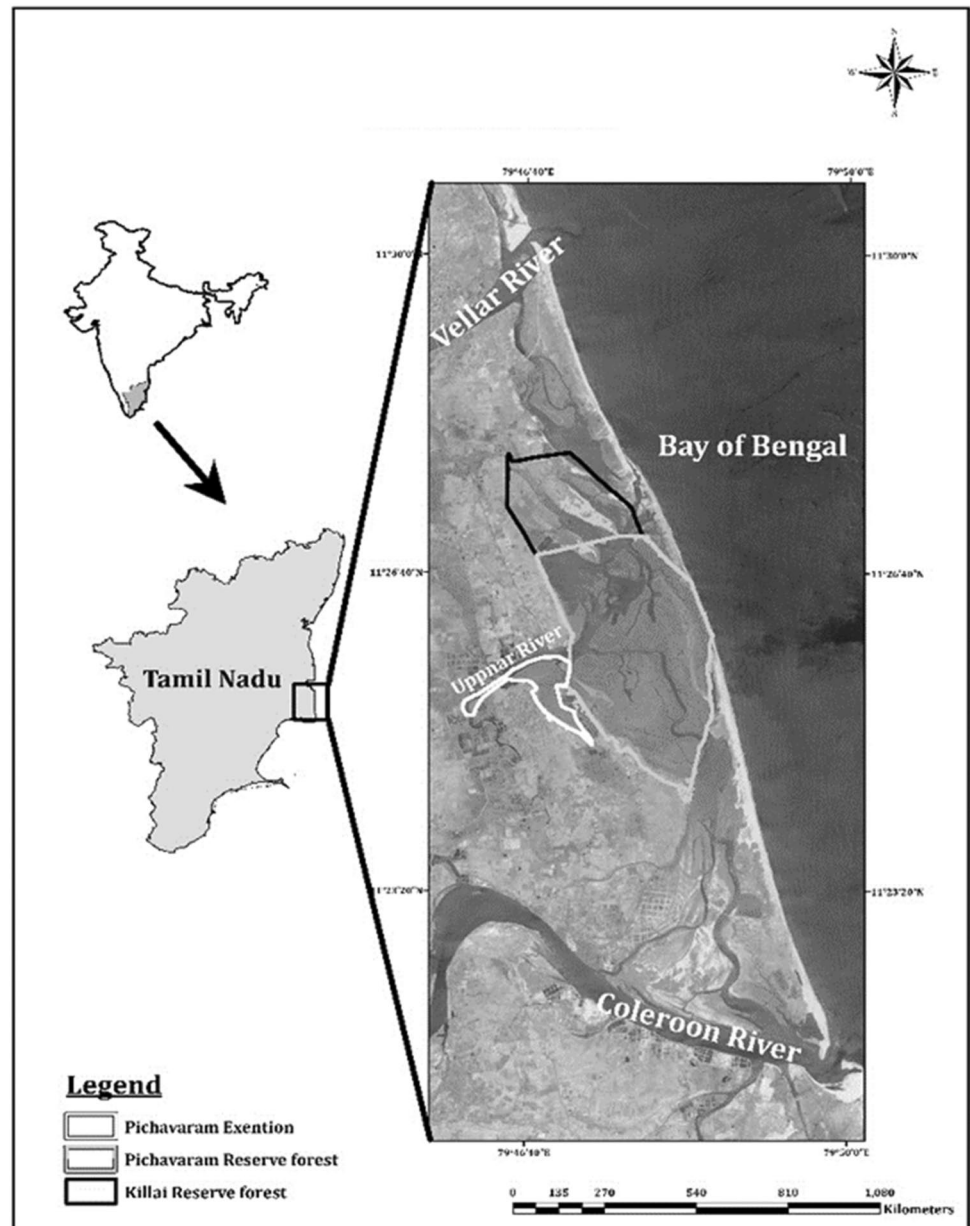 N
W
E
S
79°46'40"E
79°50'0"E
11°30'0"N
11°30'0"N
Vellar River
Bay of Bengal
11°26'40"N
11°26'40"N
Uppnar River
Tamil Nadu
11°23'20"N
11°23'20"N
Coleroon River
Legend
Pichavaram Exention
Pichavaram Reserve forest
Killai Reserve forest
79°46'40"E
79°50'0"E
0 135 270 540 810 1,080
Kilometers